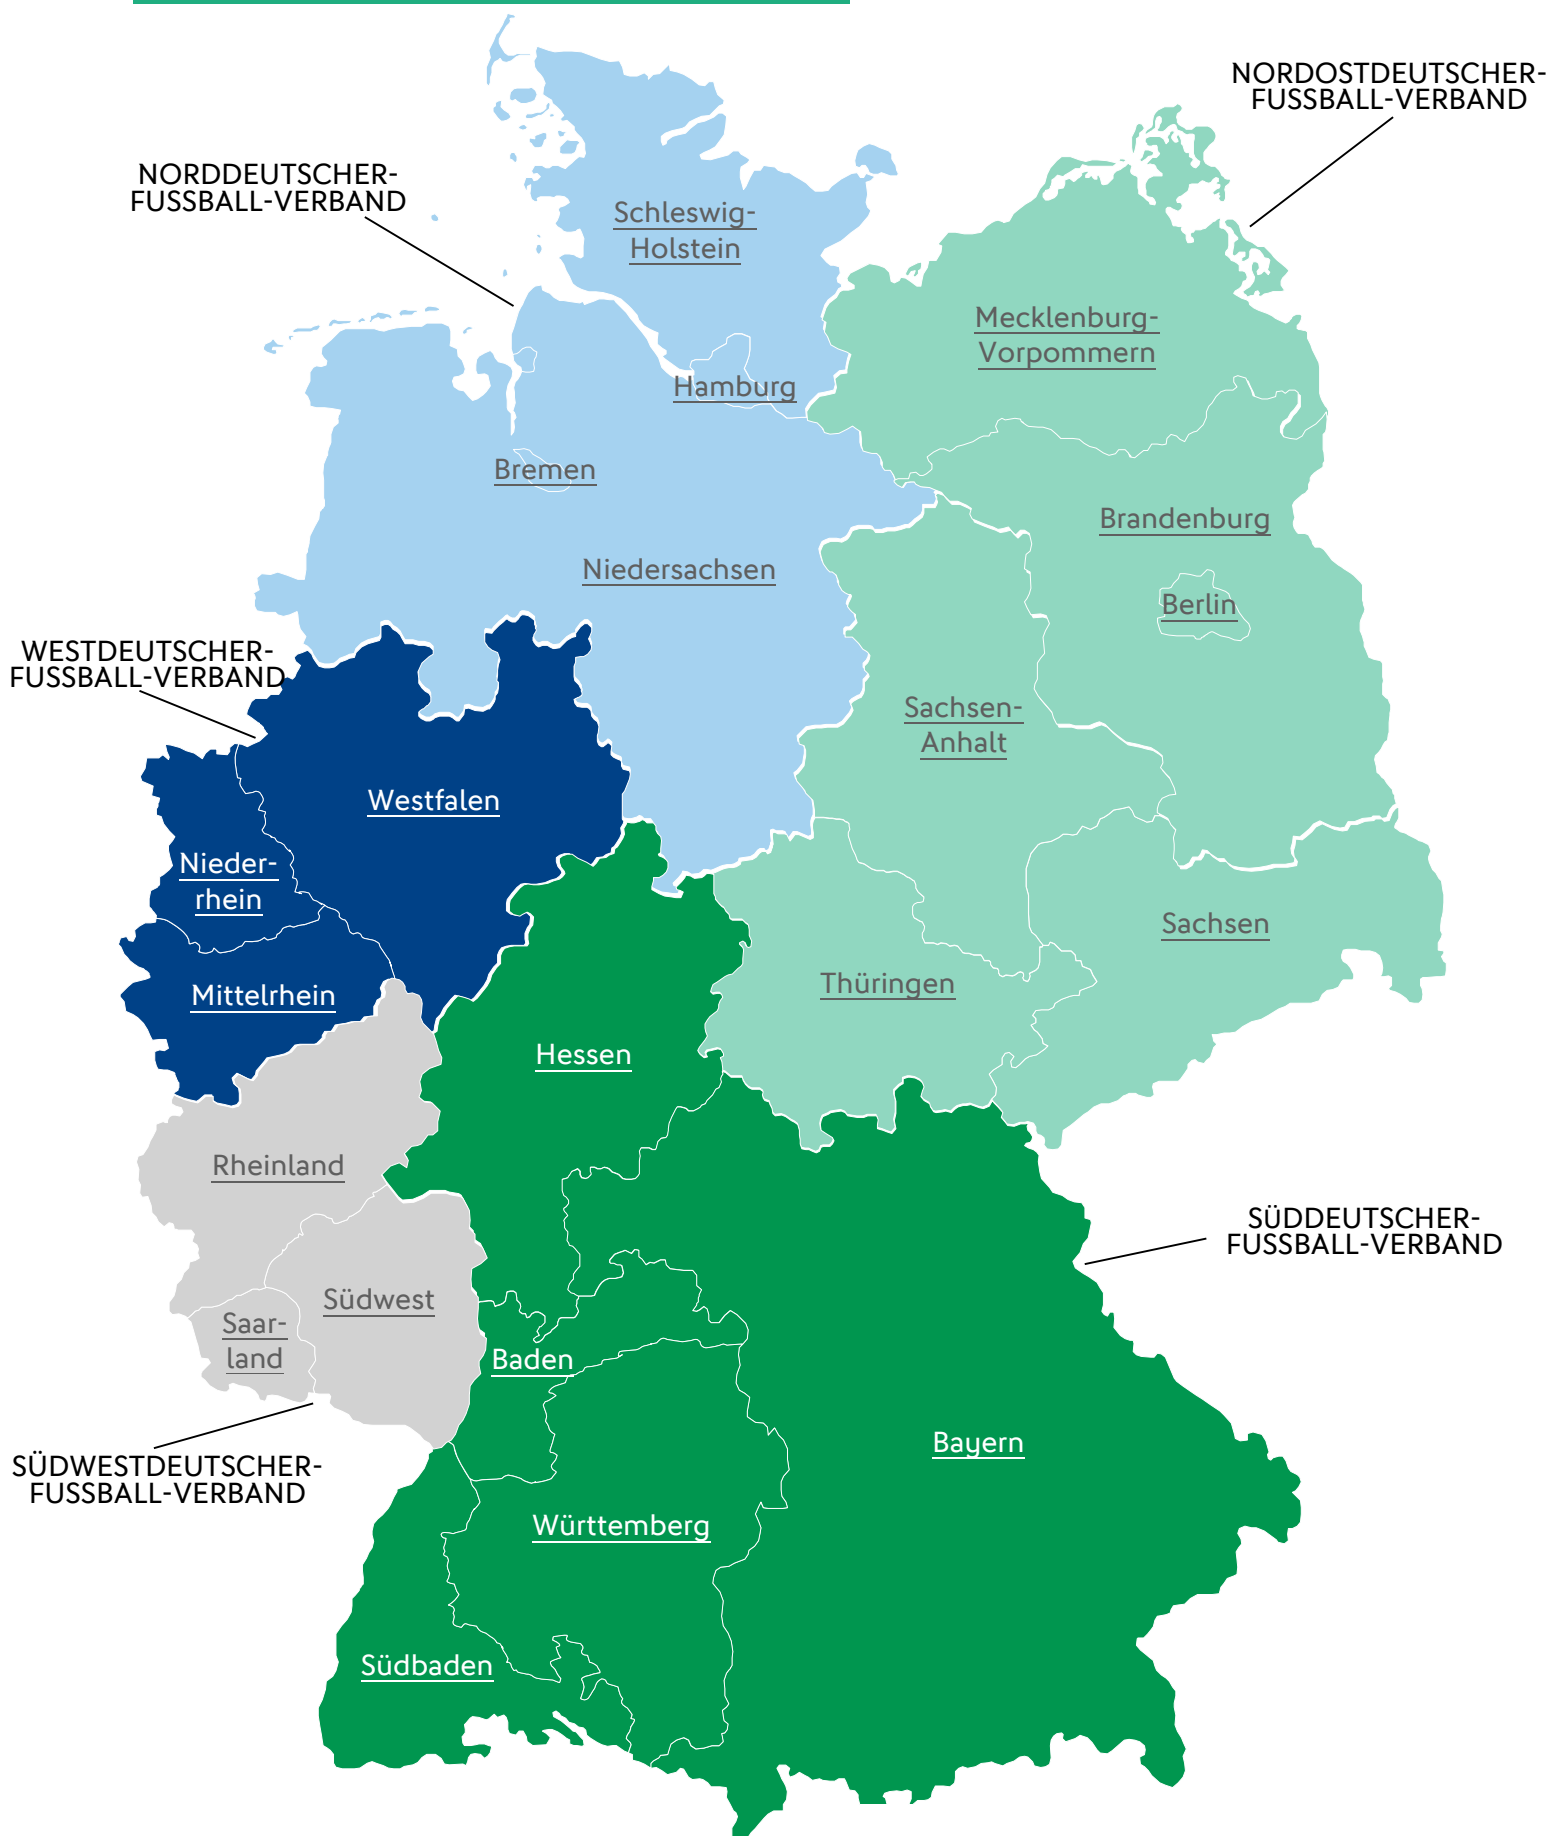 NORDOSTDEUTSCHER-
FUSSBALL-VERBAND
NORDDEUTSCHER-
FUSSBALL-VERBAND
Schleswig-
Holstein
Mecklenburg-
Vorpommern
Hamburg
Bremen
Brandenburg
Niedersachsen
Berlin
WESTDEUTSCHER-
FUSSBALL-VERBAND
Sachsen-
Anhalt
Westfalen
Nieder-
rhein
Sachsen
Thüringen
Mittelrhein
Hessen
Rheinland
SÜDDEUTSCHER-
FUSSBALL-VERBAND
Südwest
Saar-
land
Baden
Bayern
SÜDWESTDEUTSCHER-
FUSSBALL-VERBAND
Württemberg
Südbaden